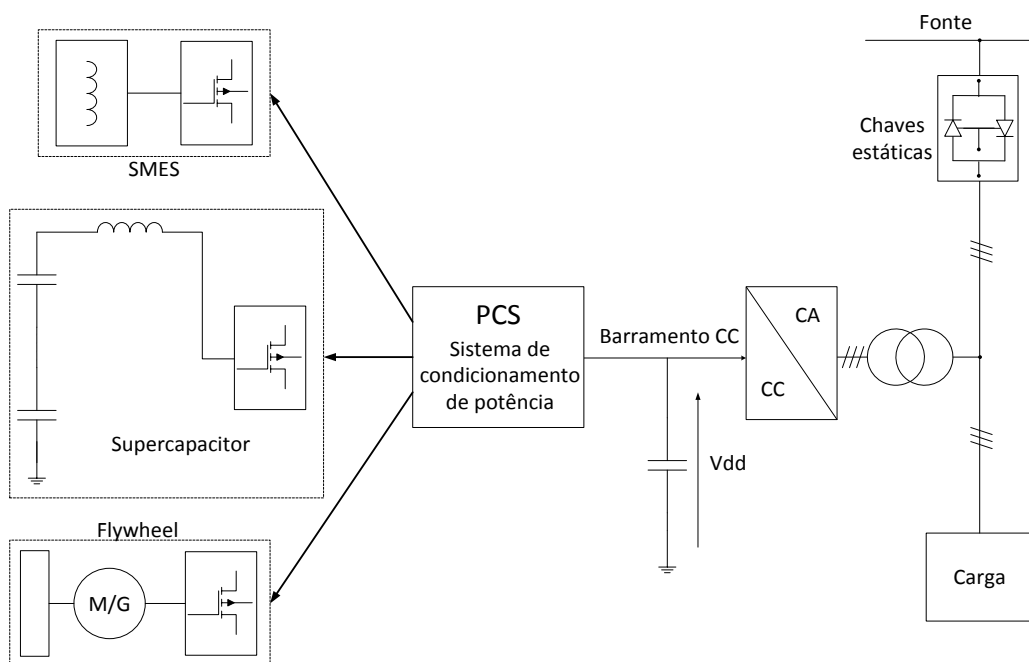 Fonte
Chaves
estáticas
SMES
PCS
Sistema de
condicionamento
de potência
Barramento CC
CA
CC
Vdd
Supercapacitor
Flywheel
M/G
Carga